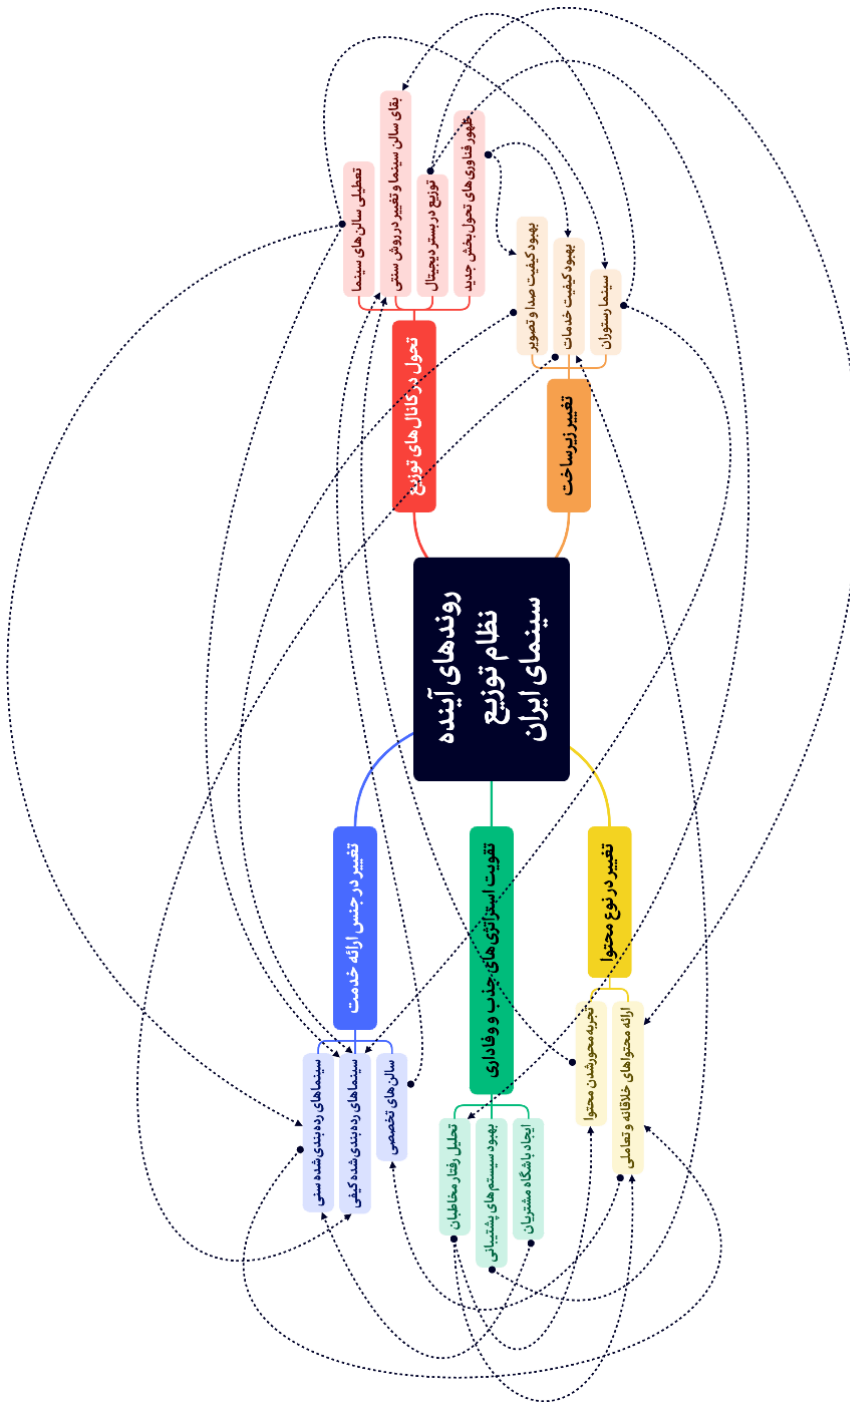 روندهای آینده
نظام توزیع
سینمای ایران
تحول در کانال‌های توزیع
تعطیلی سالن‌های سینما
بقای سالن سینما و تغییر در روش سنتی
توزیع در بستر دیجیتال
ظهور فناوری‌های تحول‌بخش جدید
تغییر زیرساخت
بهبود کیفیت صدا و تصویر
بهبود کیفیت خدمات
سینما رستوران
تغییر در جنس ارائه خدمت
سینماهای رده‌بندی‌شده سنی
سینماهای رده‌بندی‌شده کیفی
سالن‌های تخصصی
تقویت استراتژی‌های جذب و وفاداری
تحلیل رفتار مخاطبان
بهبود سیستم‌های پشتیبانی
ایجاد باشگاه مشتریان
تغییر در نوع محتوا
تجربه‌محور شدن محتوا
ارائه محتواهای خلاقانه و تعاملی